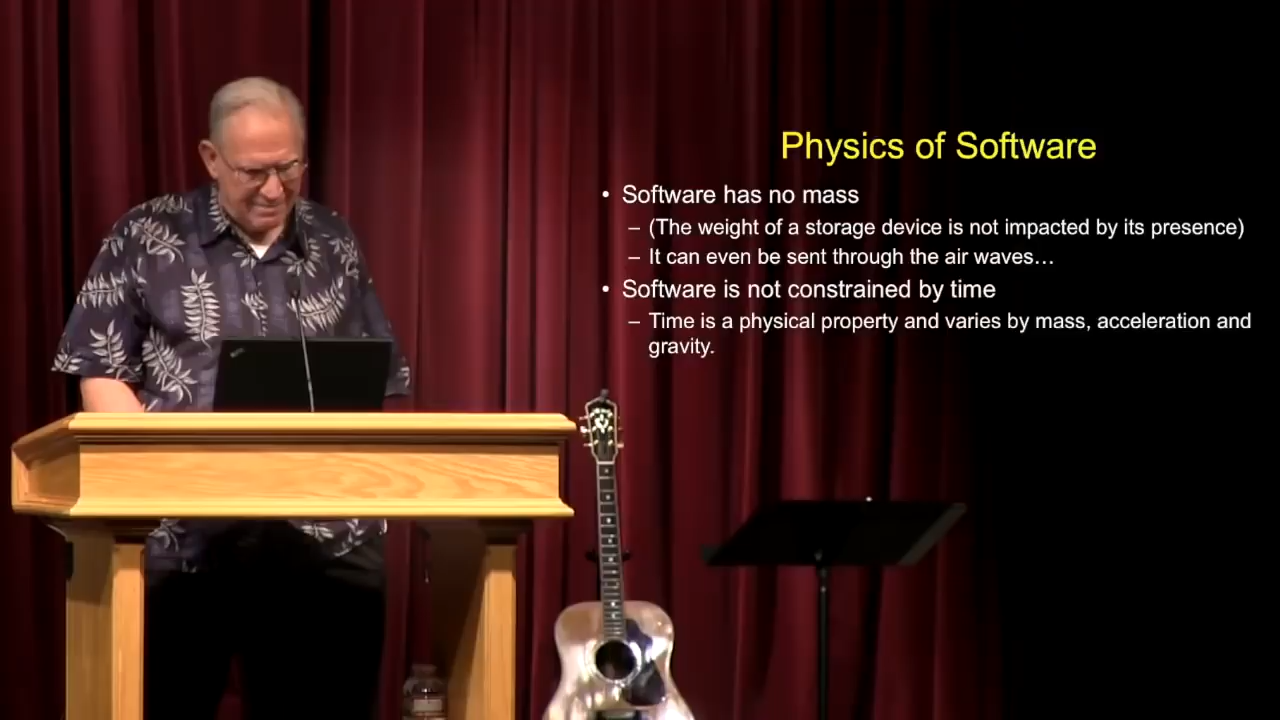 Physics of Software
• Software has no mass
– (The weight of a storage device is not impacted by its presence)
– It can even be sent through the air waves…
• Software is not constrained by time
– Time is a physical property and varies by mass, acceleration and
gravity.